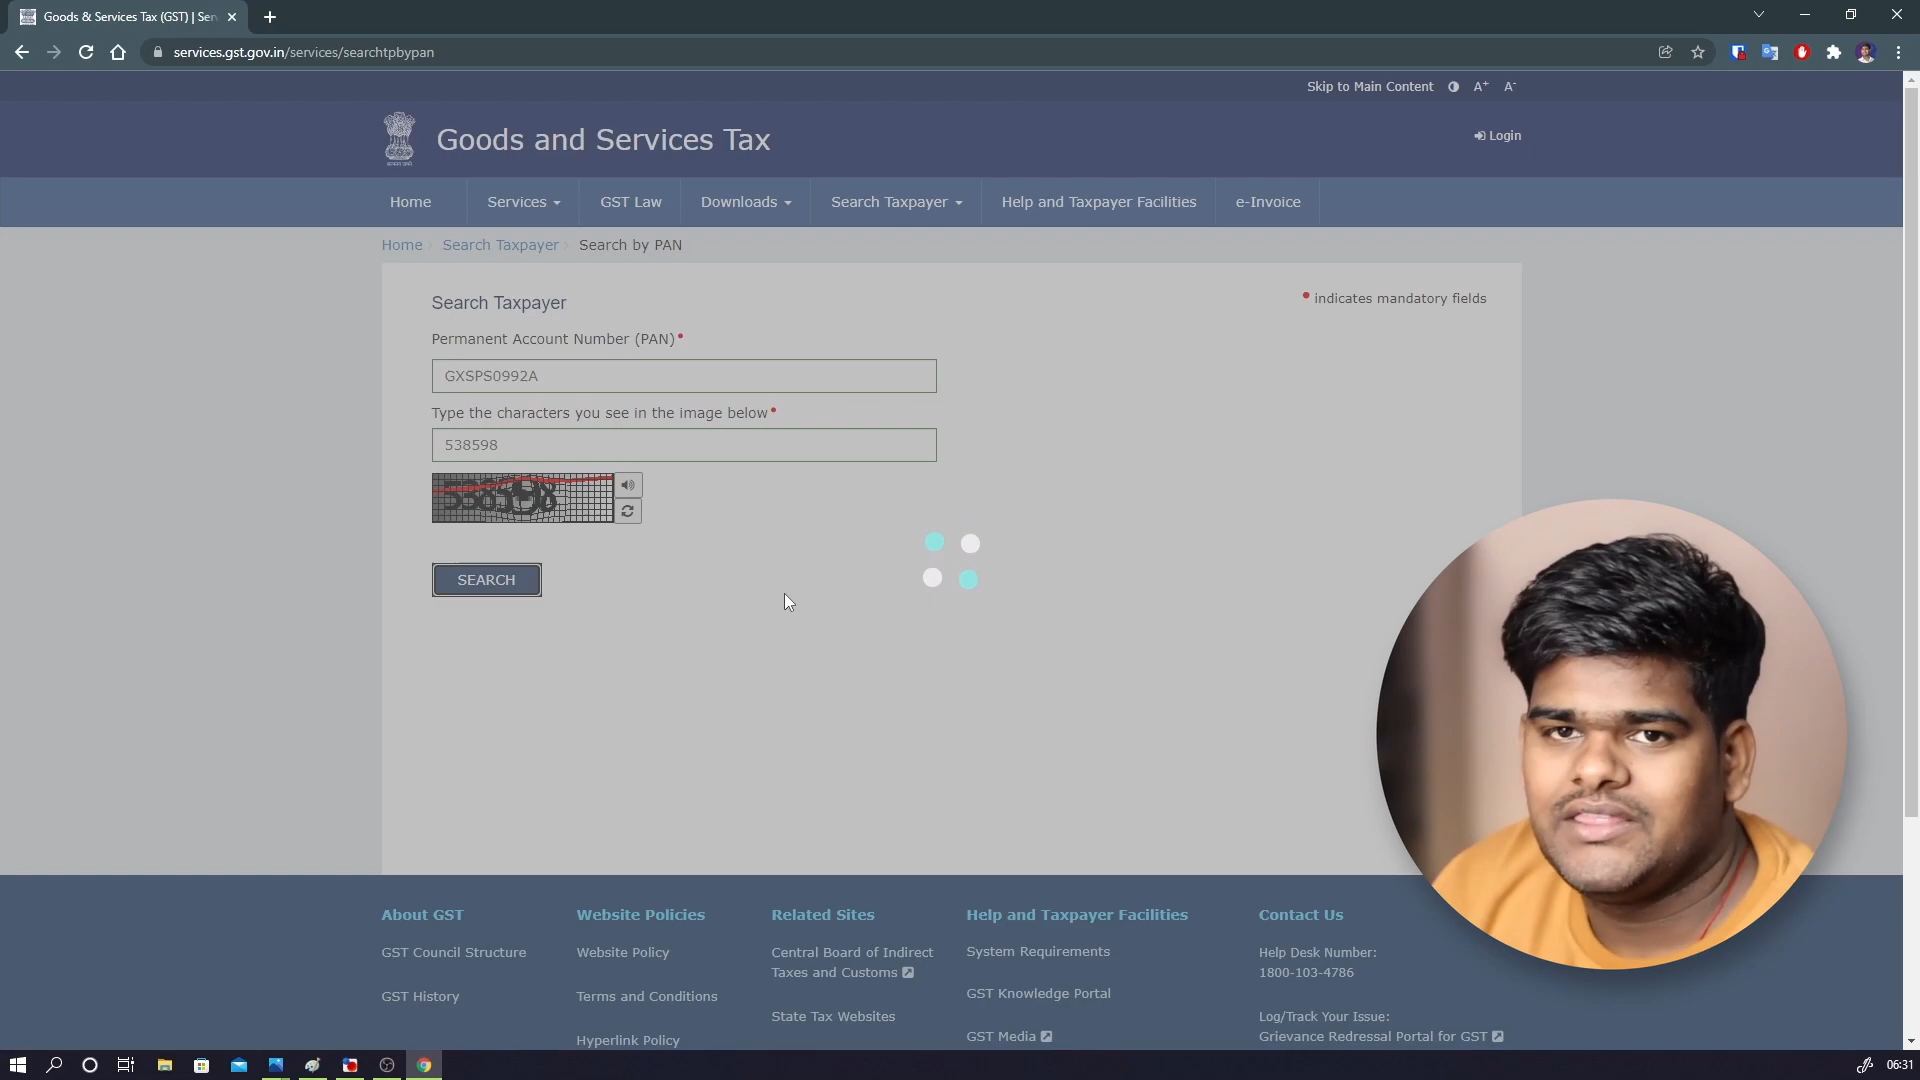 Goods & Services Tax (GST) | Ser
services.gst.gov.in/services/searchtpbypan
Skip to Main Content A+ A-
Goods and Services Tax
Login
Home Services GST Law Downloads Search Taxpayer Help and Taxpayer Facilities e-Invoice
Home Search Taxpayer Search by PAN
Search Taxpayer
• indicates mandatory fields
Permanent Account Number (PAN)•
GXSPS0992A
Type the characters you see in the image below•
538598
538598
SEARCH
About GST Website Policies Related Sites Help and Taxpayer Facilities Contact Us
GST Council Structure Website Policy Central Board of Indirect System Requirements Help Desk Number:
Taxes and Customs 1800-103-4786
GST History Terms and Conditions GST Knowledge Portal
State Tax Websites Log/Track Your Issue:
Hyperlink Policy GST Media Grievance Redressal Portal for GST
06:31